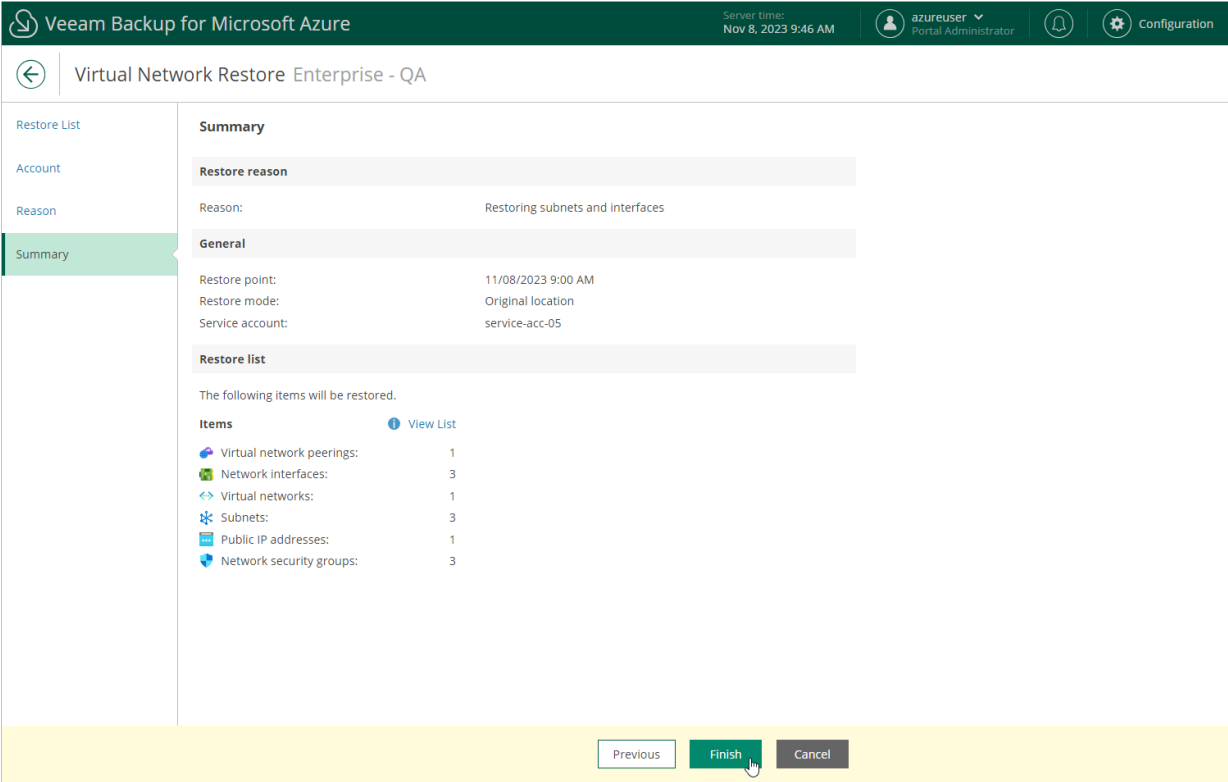 Veeam Backup for Microsoft Azure
Server time:
Nov 8, 2023 9:46 AM
azureuser
Portal Administrator
Configuration
Virtual Network Restore Enterprise - QA
Restore List
Account
Reason
Summary
Summary
Restore reason
Reason: Restoring subnets and interfaces
General
Restore point: 11/08/2023 9:00 AM
Restore mode: Original location
Service account: service-acc-05
Restore list
The following items will be restored.
Items View List
Virtual network peerings: 1
Network interfaces: 3
Virtual networks: 1
Subnets: 3
Public IP addresses: 1
Network security groups: 3
Previous Finish Cancel